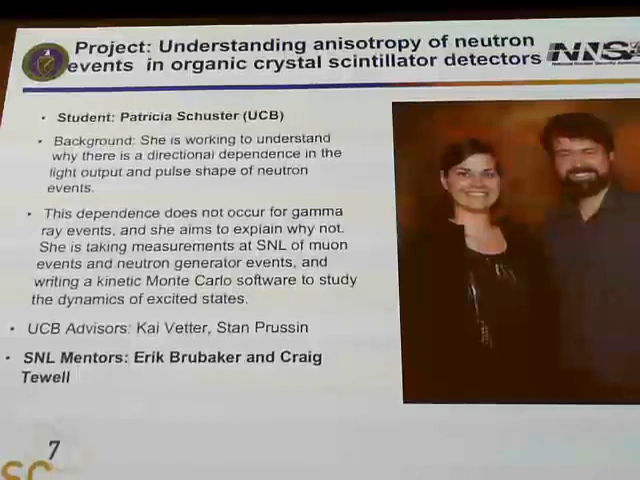 Project: Understanding anisotropy of neutron
events in organic crystal scintillator detectors
NNS
• Student: Patricia Schuster (UCB)
• Background: She is working to understand
why there is a directional dependence in the
light output and pulse shape of neutron
events.
• This dependence does not occur for gamma
ray events, and she aims to explain why not.
She is taking measurements at SNL of muon
events and neutron generator events, and
writing a kinetic Monte Carlo software to study
the dynamics of excited states.
• UCB Advisors: Kai Vetter, Stan Prussin
• SNL Mentors: Erik Brubaker and Craig
Tewell
7